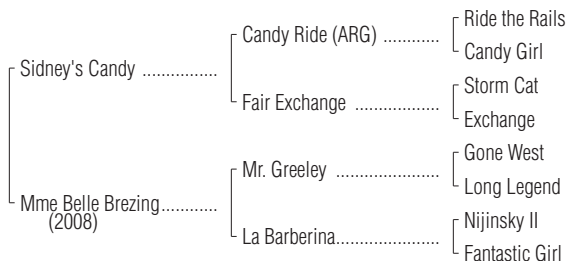 Ride the Rails
Candy Ride (ARG) ............
Candy Girl
Sidney's Candy ................
Storm Cat
Fair Exchange ..................
Exchange
Gone West
Mr. Greeley ......................
Long Legend
Mme Belle Brezing............
(2008)
Nijinsky II
La Barberina......................
Fantastic Girl